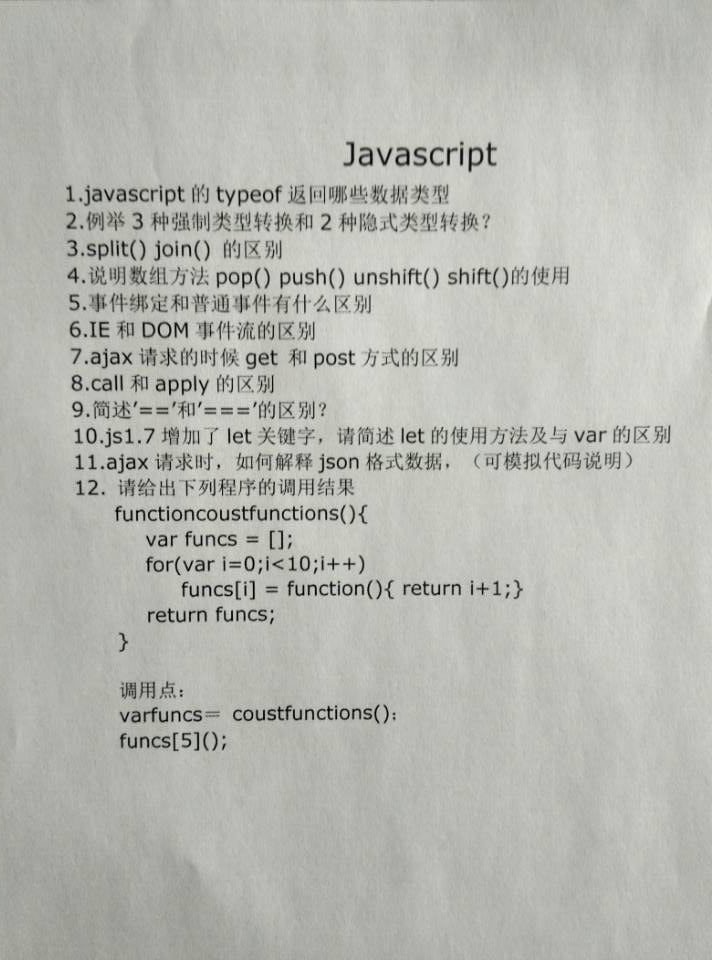 Javascript
1.javascript 的 typeof 返回哪些数据类型
2.例举 3 种强制类型转换和 2 种隐式类型转换？
3.split() join() 的区别
4.说明数组方法 pop() push() unshift() shift()的使用
5.事件绑定和普通事件有什么区别
6.IE 和 DOM 事件流的区别
7.ajax 请求的时候 get 和 post 方式的区别
8.call 和 apply 的区别
9.简述'=='和'==='的区别？
10.js1.7 增加了 let 关键字，请简述 let 的使用方法及与 var 的区别
11.ajax 请求时，如何解释 json 格式数据，（可模拟代码说明）
12. 请给出下列程序的调用结果
functioncoustfunctions(){
var funcs = [];
for(var i=0;i<10;i++)
funcs[i] = function(){ return i+1;}
return funcs;
}
调用点：
varfuncs＝ coustfunctions()；
funcs[5]();